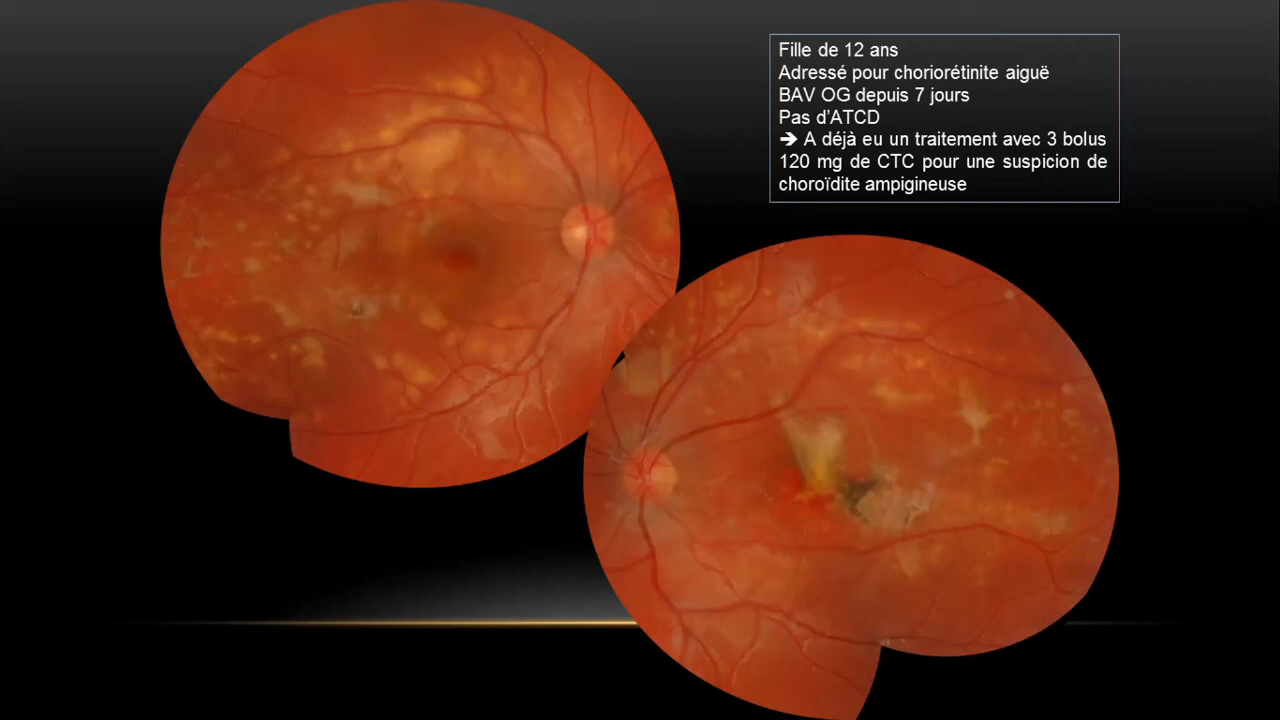 Fille de 12 ans
Adressé pour choriorétinite aiguë
BAV OG depuis 7 jours
Pas d'ATCD
➔ A déjà eu un traitement avec 3 bolus
120 mg de CTC pour une suspicion de
choroïdite ampigineuse